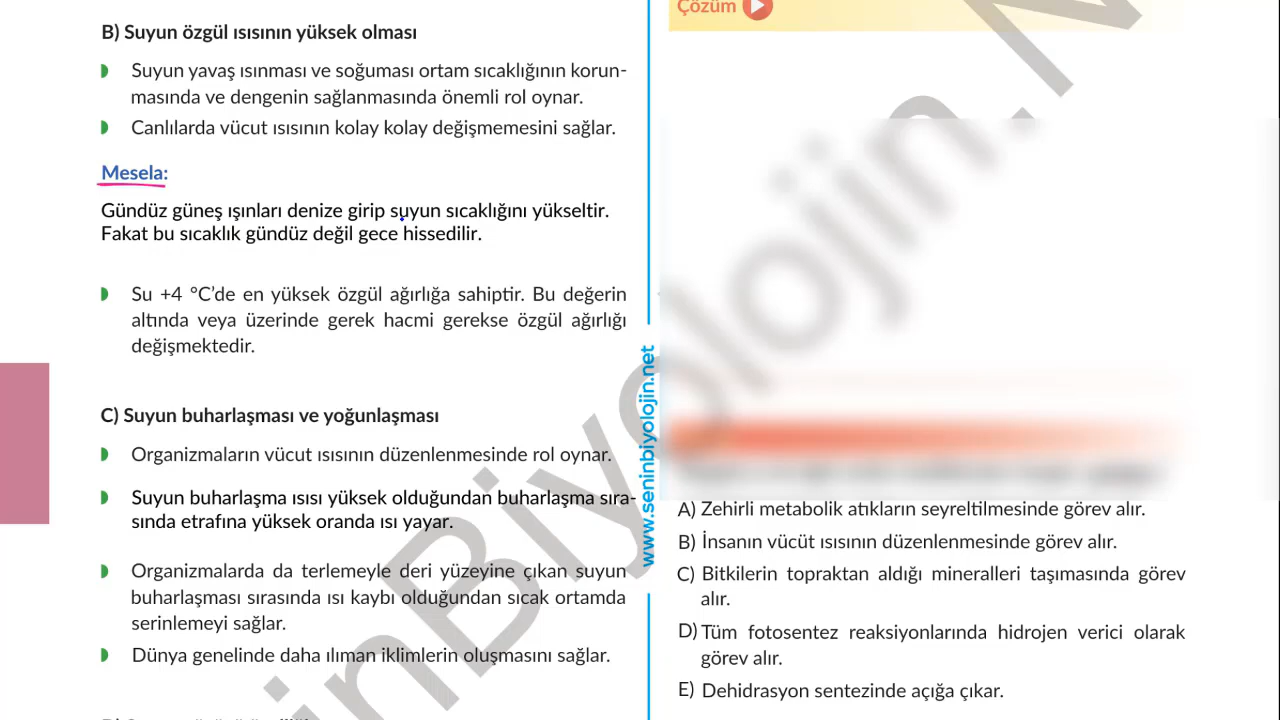 B) Suyun özgül ısısının yüksek olması
Suyun yavaş ısınması ve soğuması ortam sıcaklığının korun-
masında ve dengenin sağlanmasında önemli rol oynar.
Canlılarda vücut ısısının kolay kolay değişmemesini sağlar.
Mesela:
Gündüz güneş ışınları denize girip suyun sıcaklığını yükseltir.
Fakat bu sıcaklık gündüz değil gece hissedilir.
Su +4 °C’de en yüksek özgül ağırlığa sahiptir. Bu değerin
altında veya üzerinde gerek hacmi gerekse özgül ağırlığı
değişmektedir.
C) Suyun buharlaşması ve yoğunlaşması
Organizmaların vücut ısısının düzenlenmesinde rol oynar.
Suyun buharlaşma ısısı yüksek olduğundan buharlaşma sıra-
sında etrafına yüksek oranda ısı yayar.
Organizmalarda da terlemeyle deri yüzeyine çıkan suyun
buharlaşması sırasında ısı kaybı olduğundan sıcak ortamda
serinlemeyi sağlar.
Dünya genelinde daha ılıman iklimlerin oluşmasını sağlar.
www.seninbiyolojin.net
Çözüm
A) Zehirli metabolik atıkların seyreltilmesinde görev alır.
B) İnsanın vücüt ısısının düzenlenmesinde görev alır.
C) Bitkilerin topraktan aldığı mineralleri taşımasında görev
alır.
D) Tüm fotosentez reaksiyonlarında hidrojen verici olarak
görev alır.
E) Dehidrasyon sentezinde açığa çıkar.
inBiyolojin.N